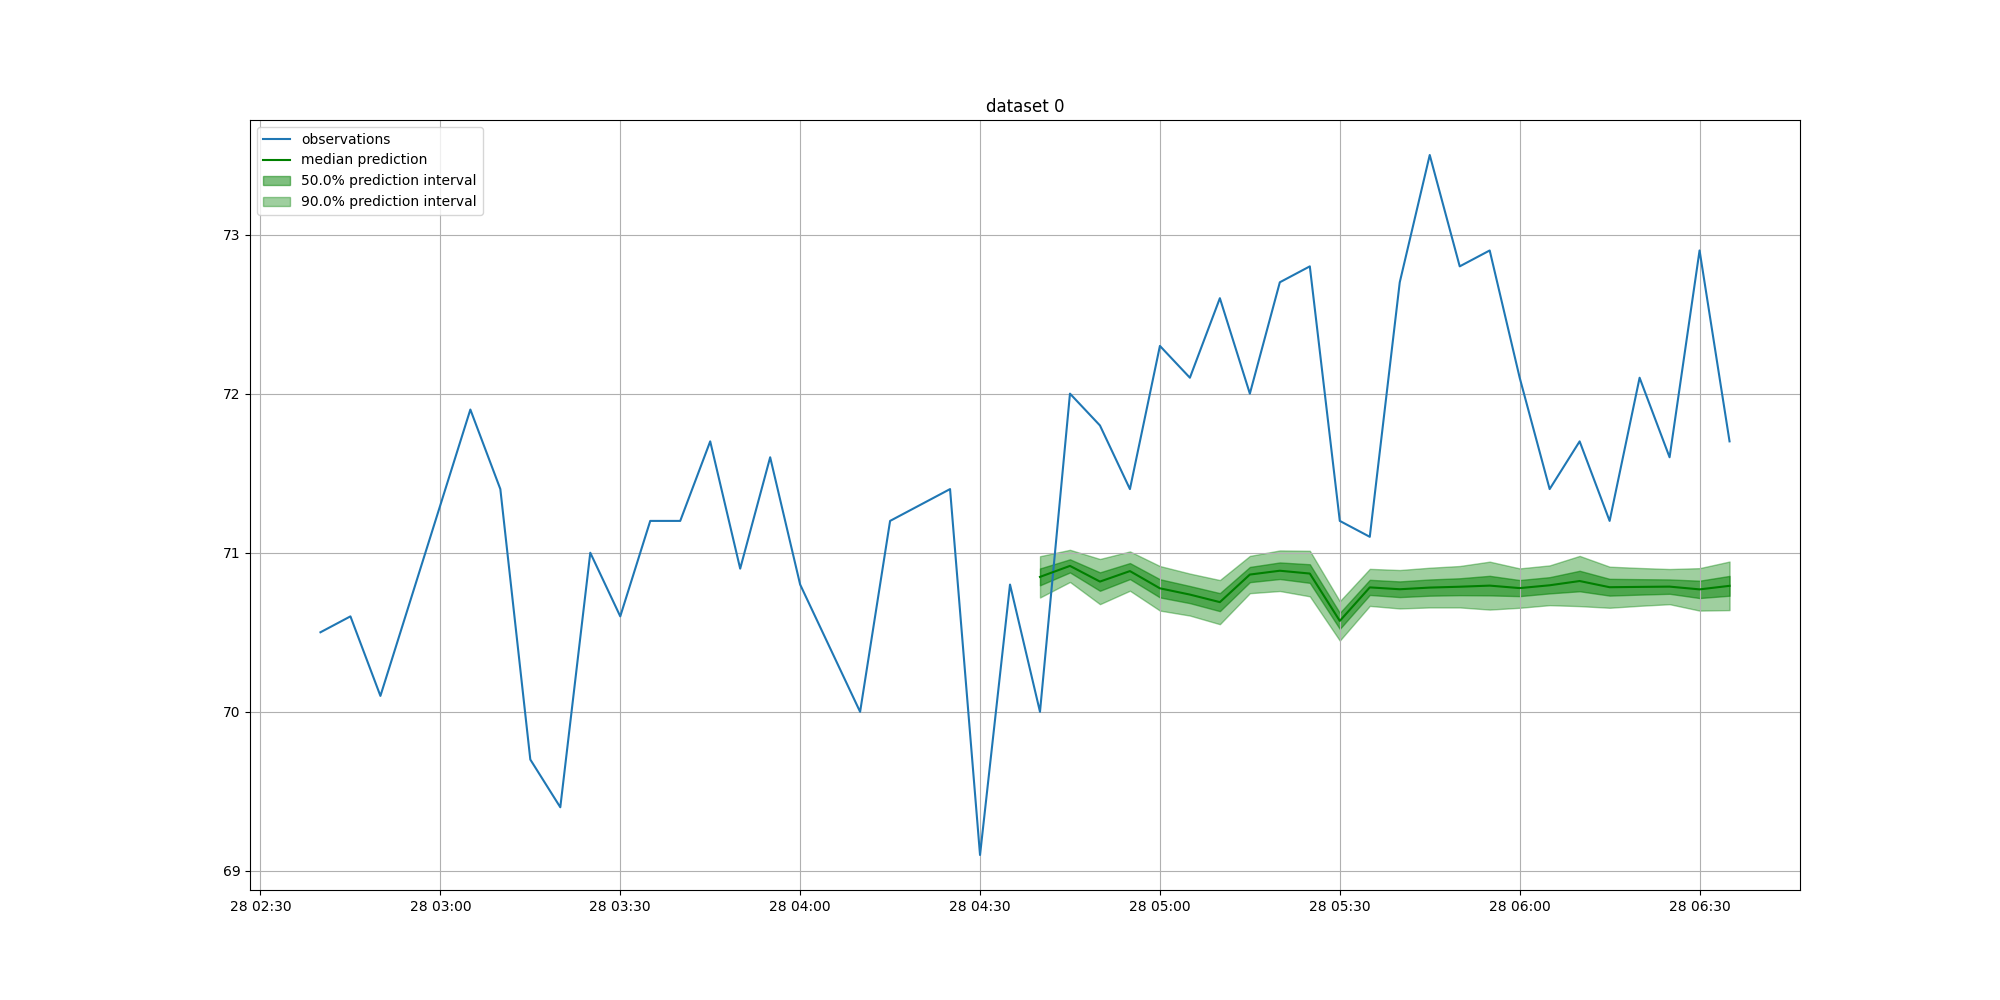 dataset 0
observations
median prediction
50.0% prediction interval
90.0% prediction interval
73
72
71
70
69
28 02:30
28 03:00
28 03:30
28 04:00
28 04:30
28 05:00
28 05:30
28 06:00
28 06:30